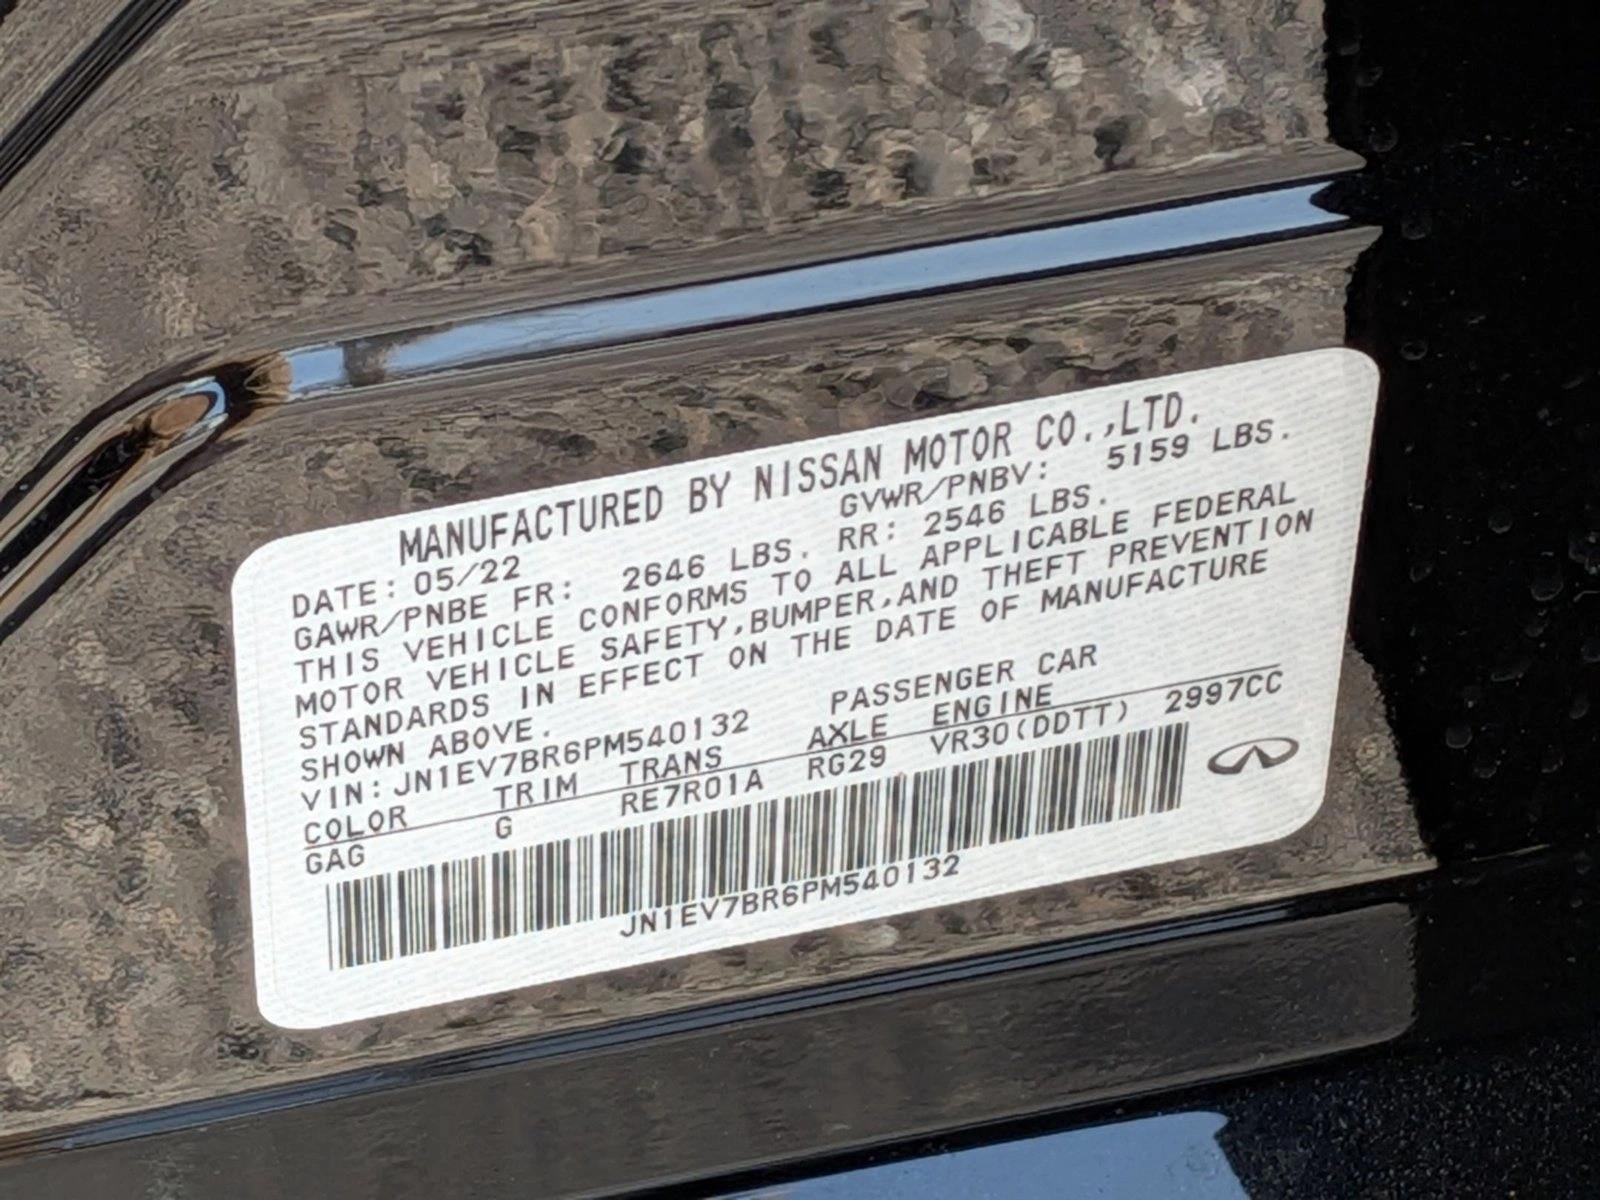 MANUFACTURED BY NISSAN MOTOR CO.,LTD.
DATE: 05/22 GVWR/PNBV: 5159 LBS.
GAWR/PNBE FR: 2646 LBS. RR: 2546 LBS.
THIS VEHICLE CONFORMS TO ALL APPLICABLE FEDERAL
MOTOR VEHICLE SAFETY,BUMPER,AND THEFT PREVENTION
STANDARDS IN EFFECT ON THE DATE OF MANUFACTURE
SHOWN ABOVE.
VIN: JN1EV7BR6PM540132 PASSENGER CAR
COLOR TRIM TRANS AXLE ENGINE
GAG G RE7R01A RG29 VR30(DDTT) 2997CC
JN1EV7BR6PM540132